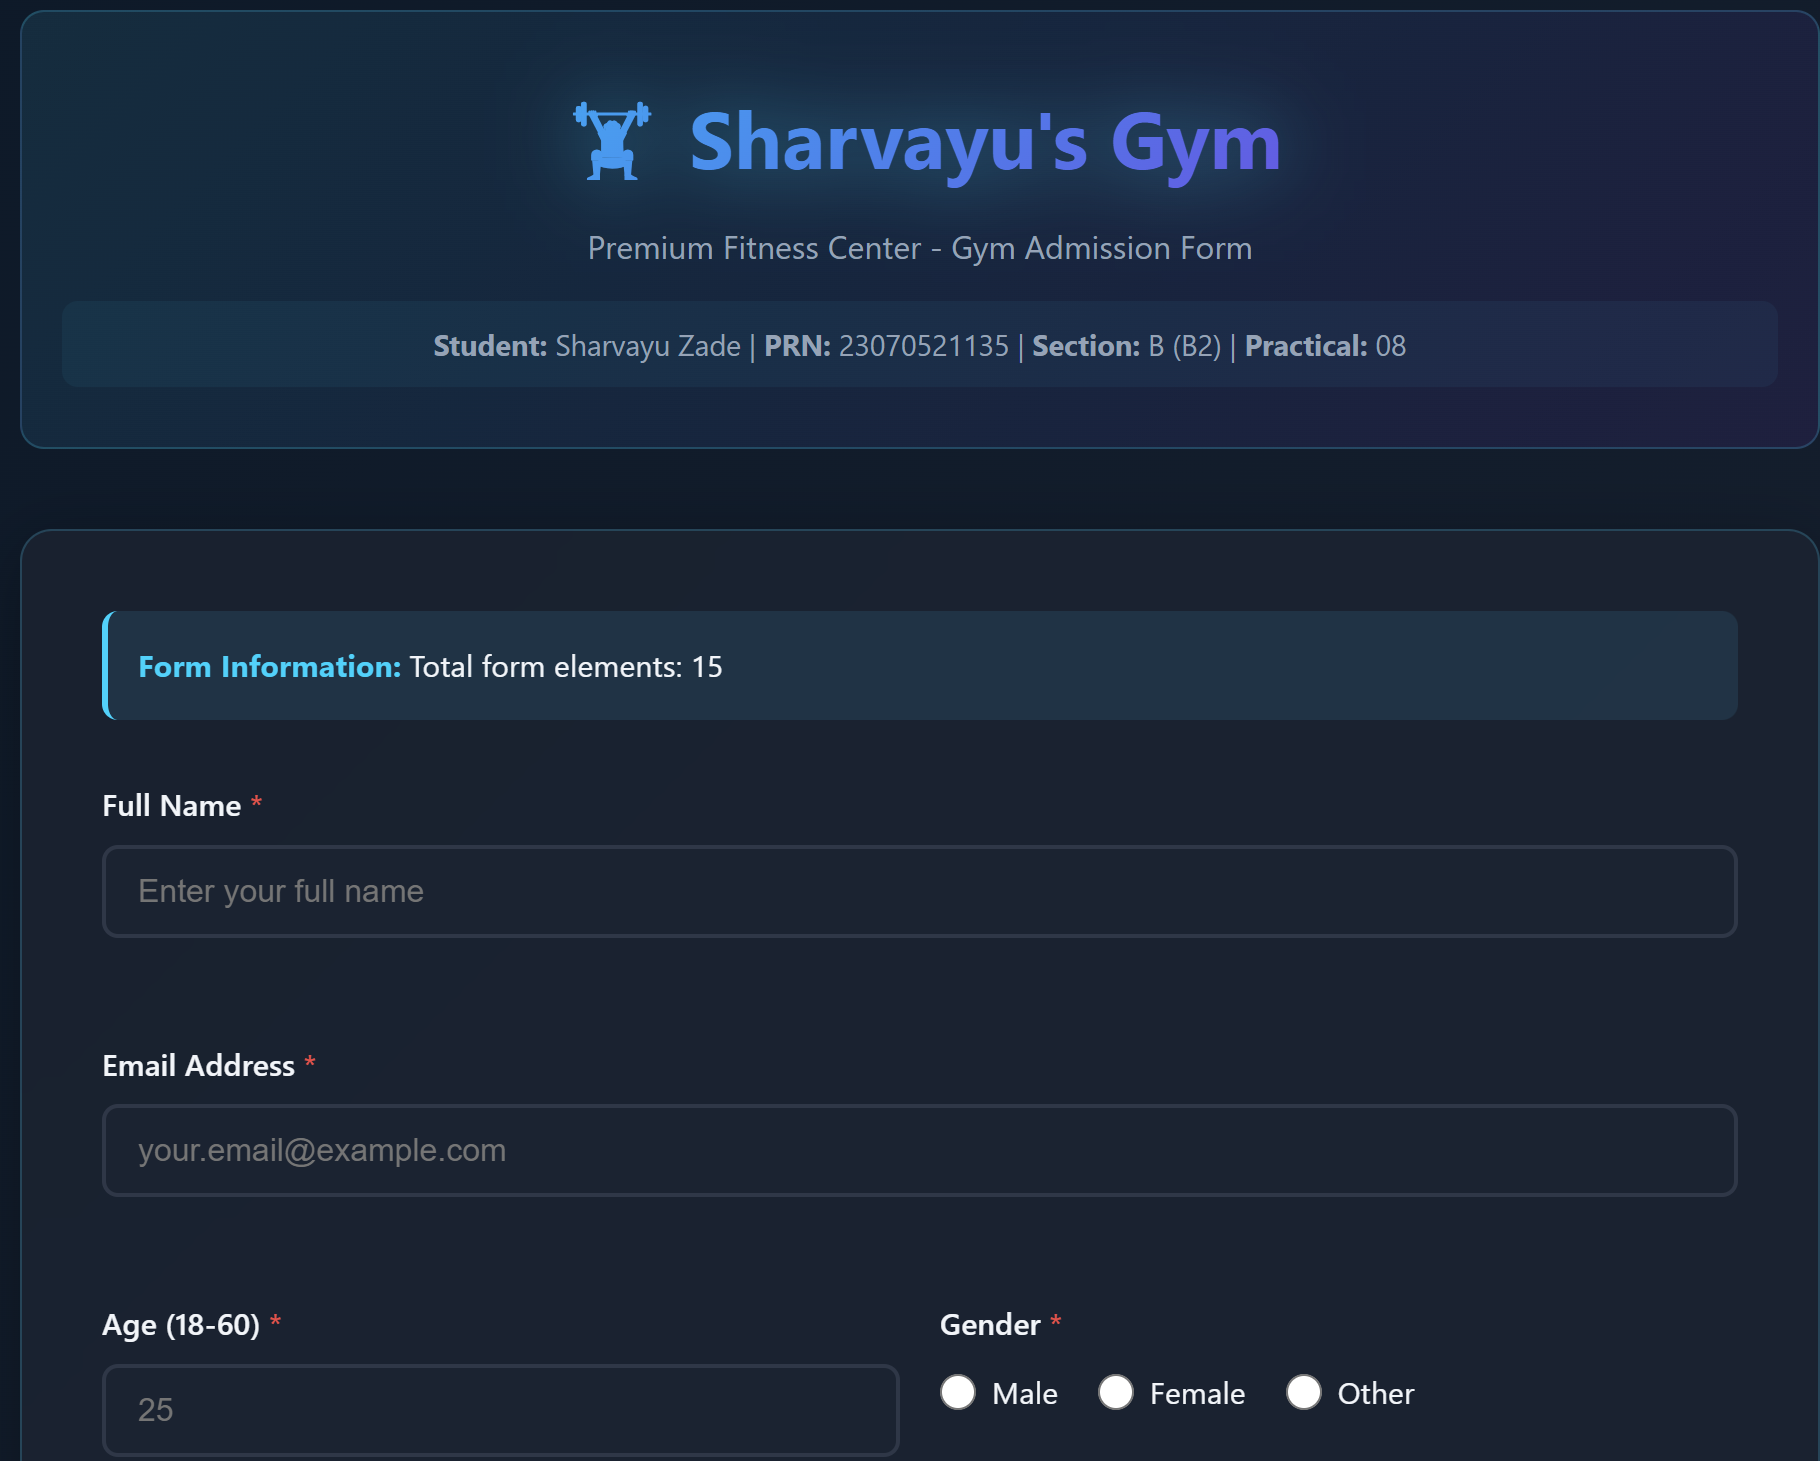 Sharvayu's Gym
Premium Fitness Center - Gym Admission Form
Student: Sharvayu Zade | PRN: 23070521135 | Section: B (B2) | Practical: 08
Form Information: Total form elements: 15
Full Name *
Enter your full name
Email Address *
your.email@example.com
Age (18-60) *
25
Gender *
Male Female Other